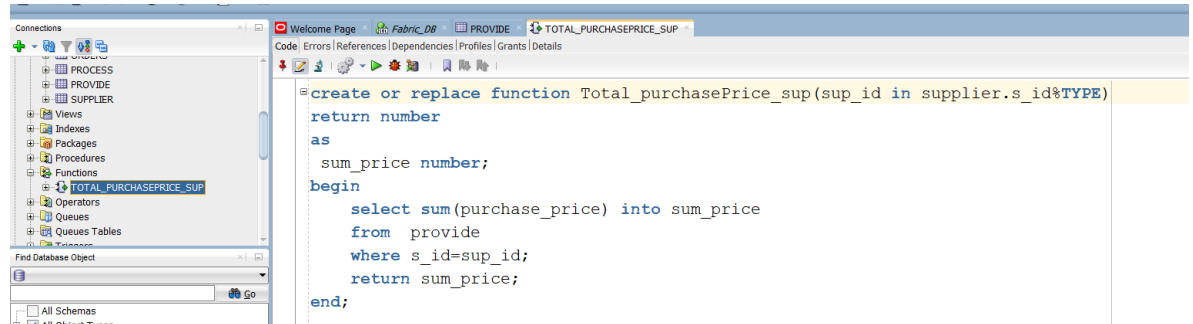 Connections
Welcome Page
Fabric_DB
PROVIDE
TOTAL_PURCHASEPRICE_SUP
Code Errors References Dependencies Profiles Grants Details
PROCESS
PROVIDE
SUPPLIER
Views
Indexes
Packages
Procedures
Functions
TOTAL_PURCHASEPRICE_SUP
Operators
Queues
Queues Tables
Triggers
Find Database Object
Go
All Schemas
create or replace function Total_purchasePrice_sup(sup_id in supplier.s_id%TYPE)
return number
as
sum_price number;
begin
select sum(purchase_price) into sum_price
from provide
where s_id=sup_id;
return sum_price;
end;